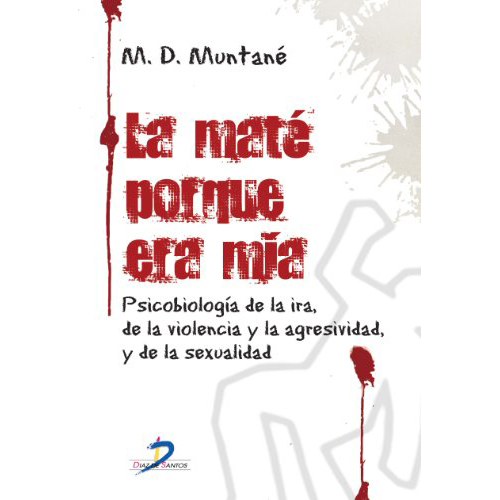 M. D. Muntané
La maté
porque
era mía
Psicobiología de la ira,
de la violencia y la agresividad,
y de la sexualidad
DIAZ DE SANTOS